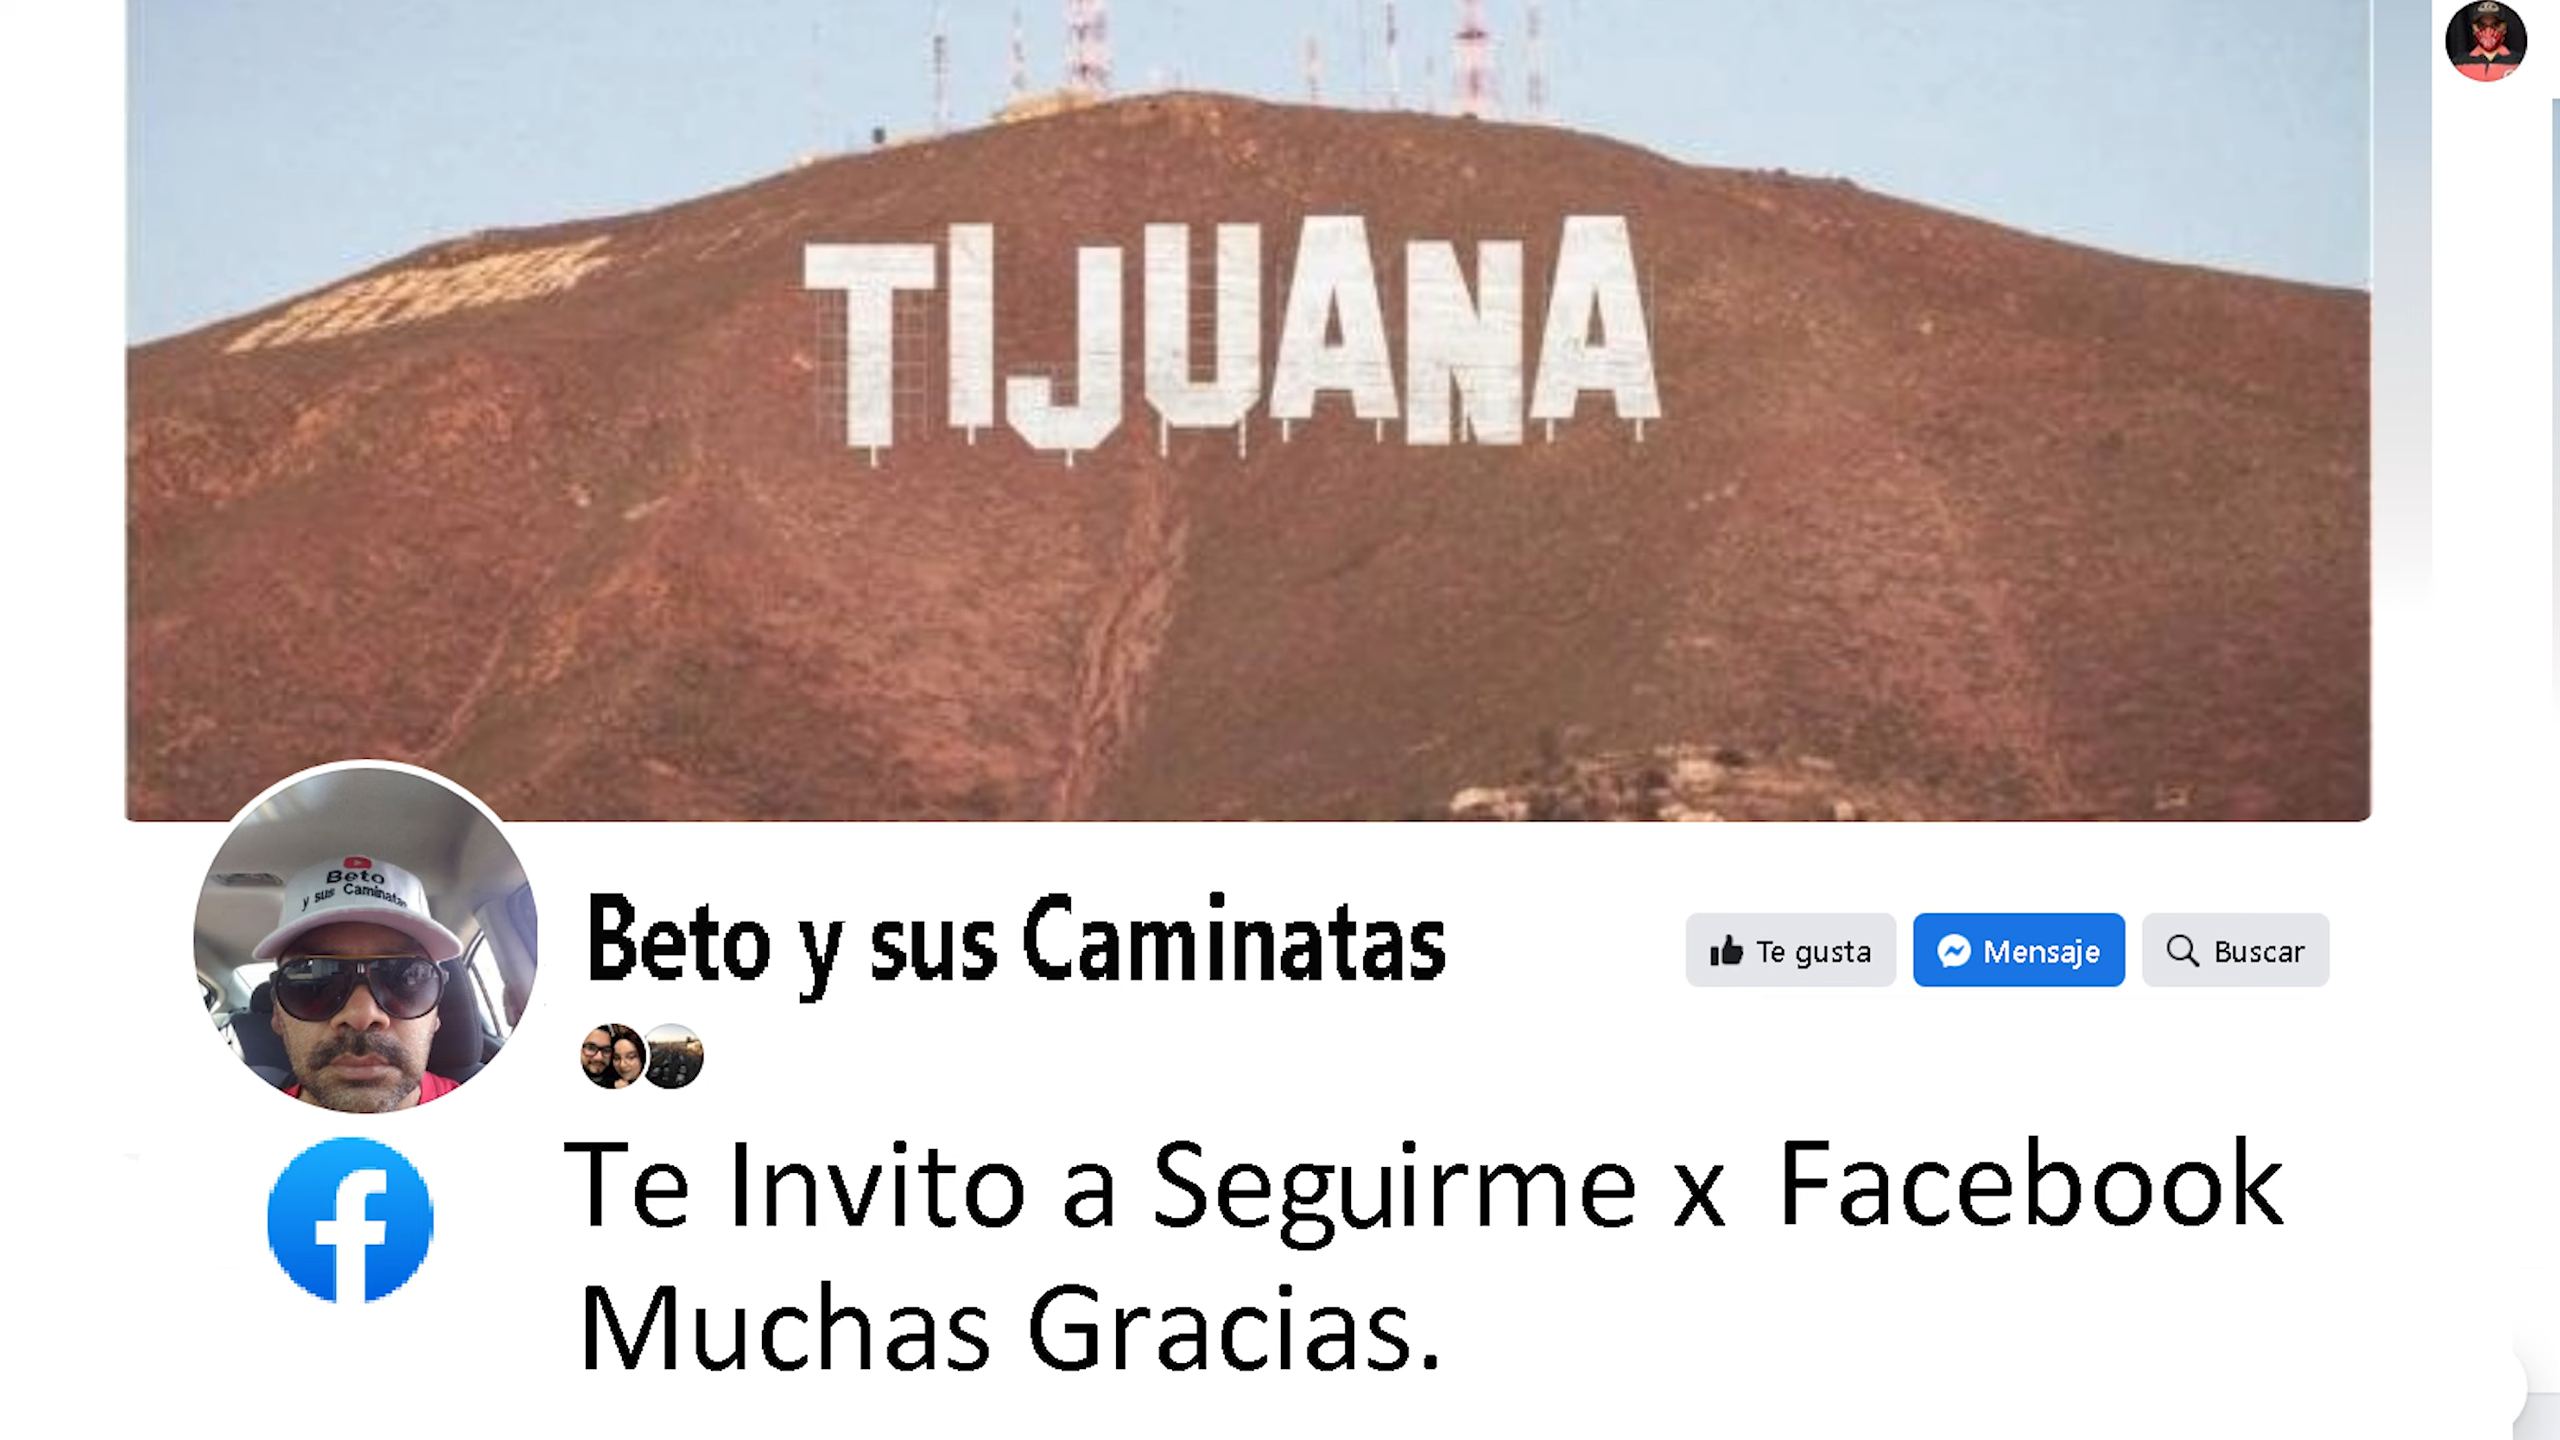 TIJUANA
Beto
y sus Caminatas
Beto y sus Caminatas
Te gusta
Mensaje
Buscar
Te Invito a Seguirme x Facebook
Muchas Gracias.